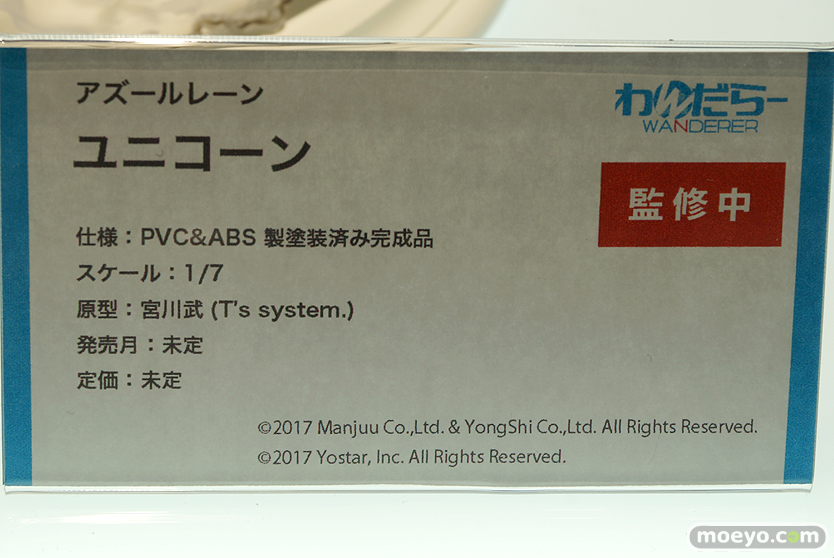 アズールレーン
わんだらー
WANDERER
ユニコーン
監修中
仕様：PVC&ABS 製塗装済み完成品
スケール：1/7
原型：宮川武 (T's system.)
発売月：未定
定価：未定
©2017 Manjuu Co.,Ltd. & YongShi Co.,Ltd. All Rights Reserved.
©2017 Yostar, Inc. All Rights Reserved.
moeyo.com